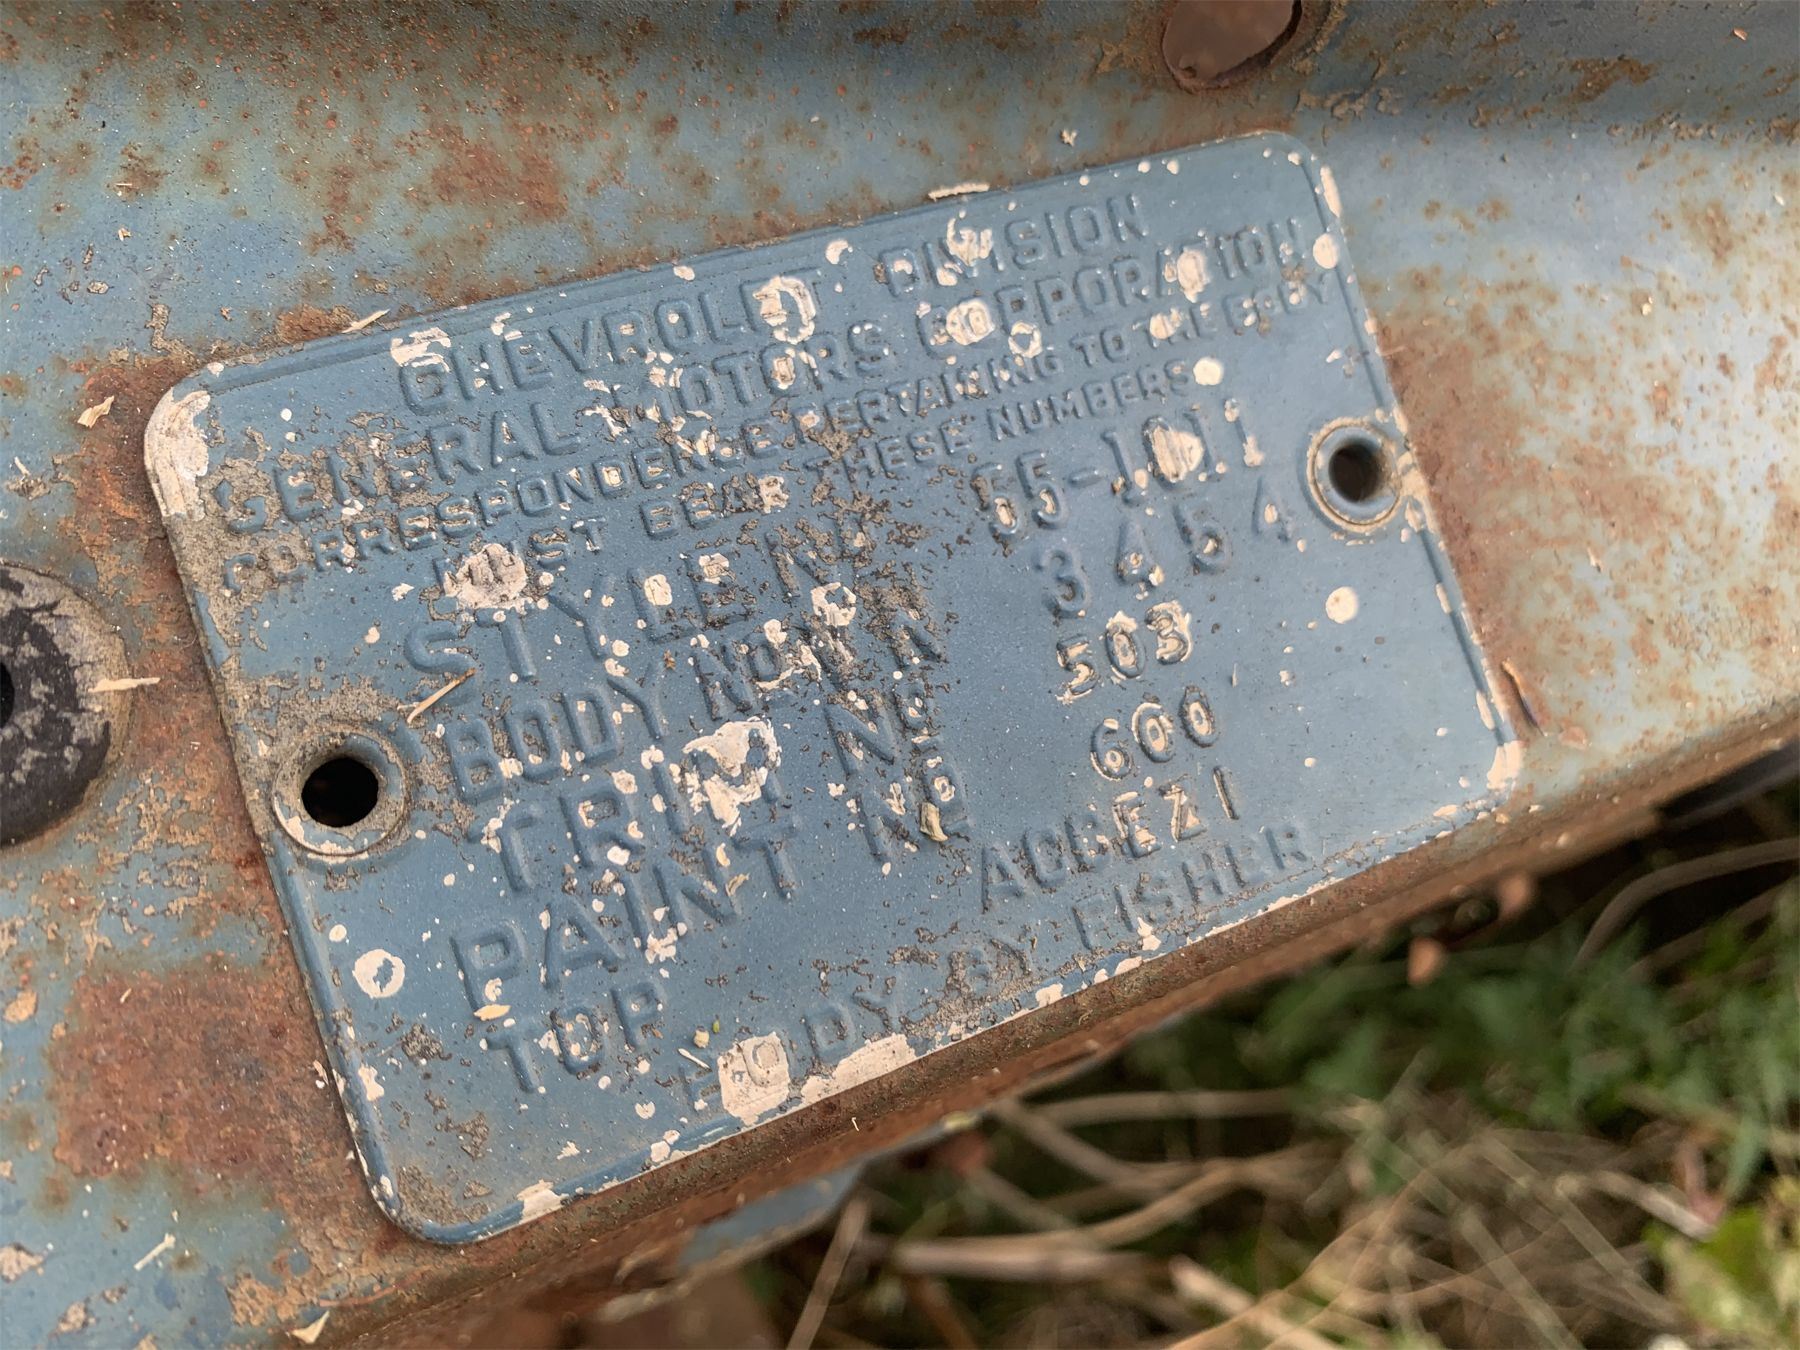 CHEVROLET DIVISION
GENERAL MOTORS CORPORATION
CORRESPONDENCE PERTAINING TO THE BODY
MUST BEAR THESE NUMBERS
STYLE No 55-1011
BODY No N 3454
TRIM No 503
PAINT No 600
TOP ACCEZI
BODY BY FISHER